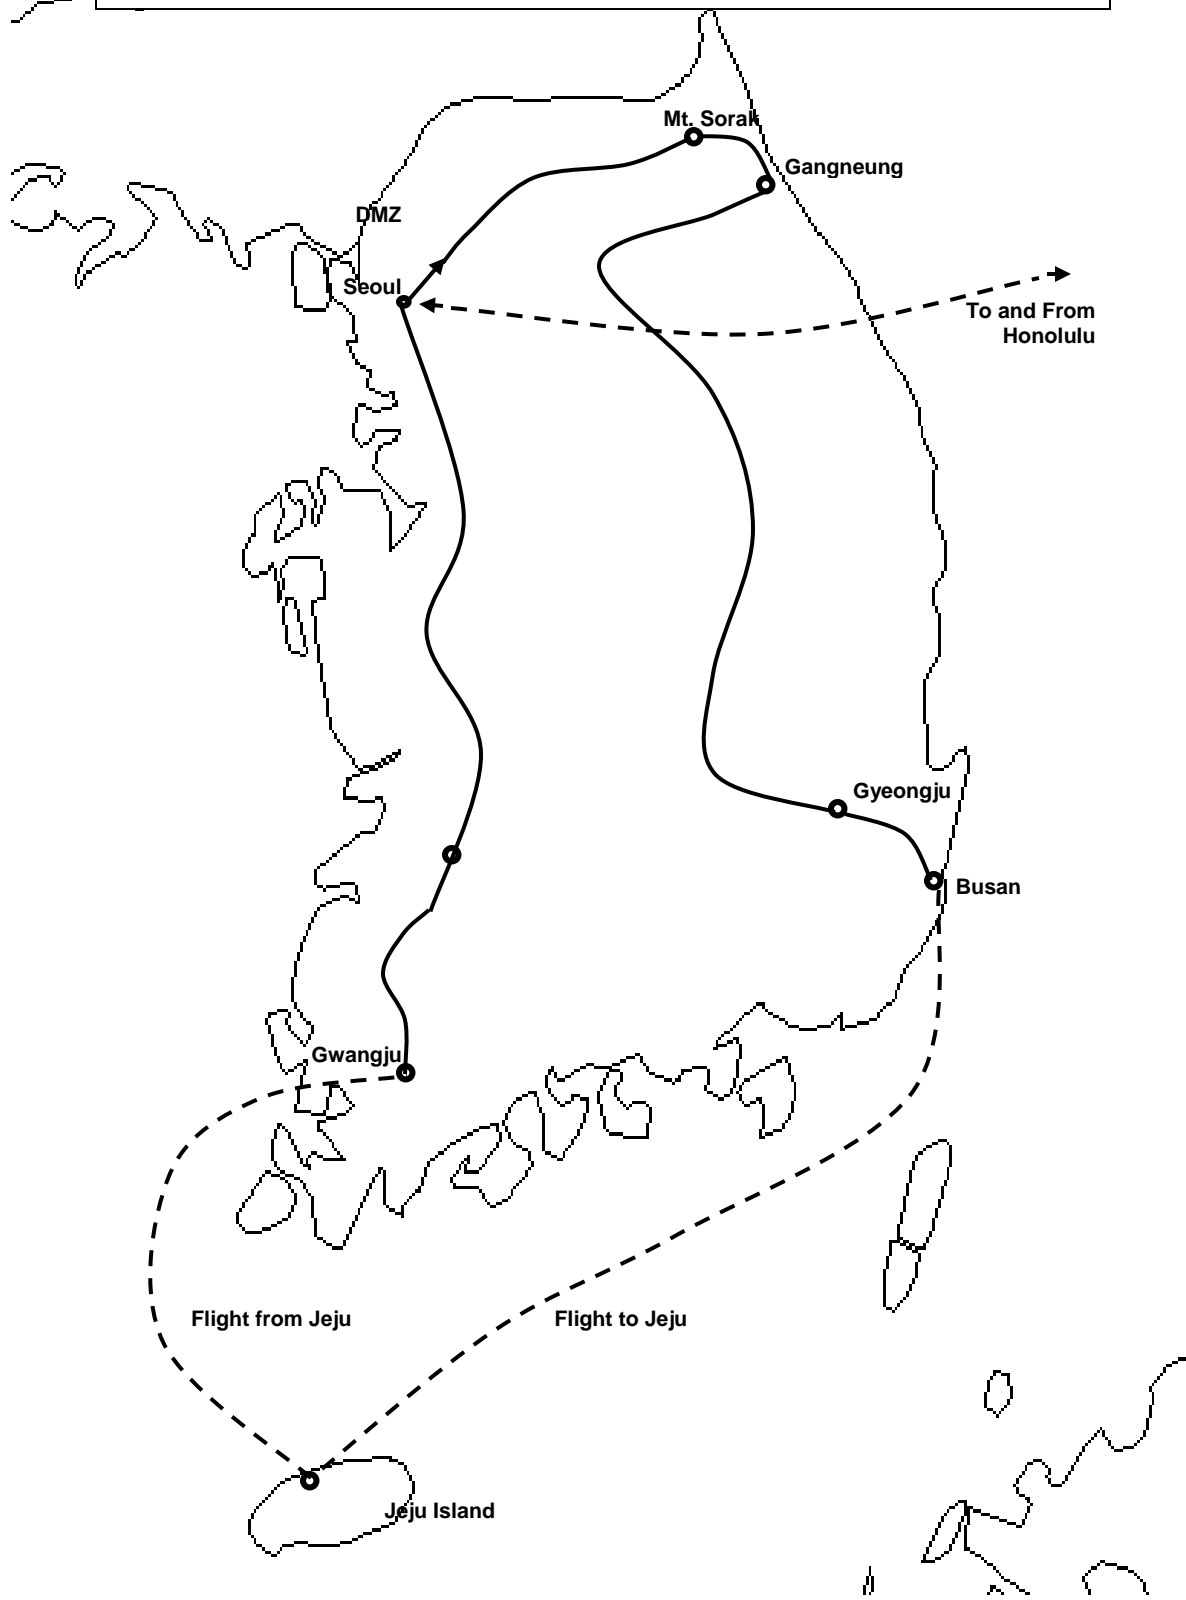 Mt. Sorak
Gangneung
DMZ
Seoul
To and From
Honolulu
Gyeongju
Busan
Gwangju
Flight from Jeju
Flight to Jeju
Jeju Island